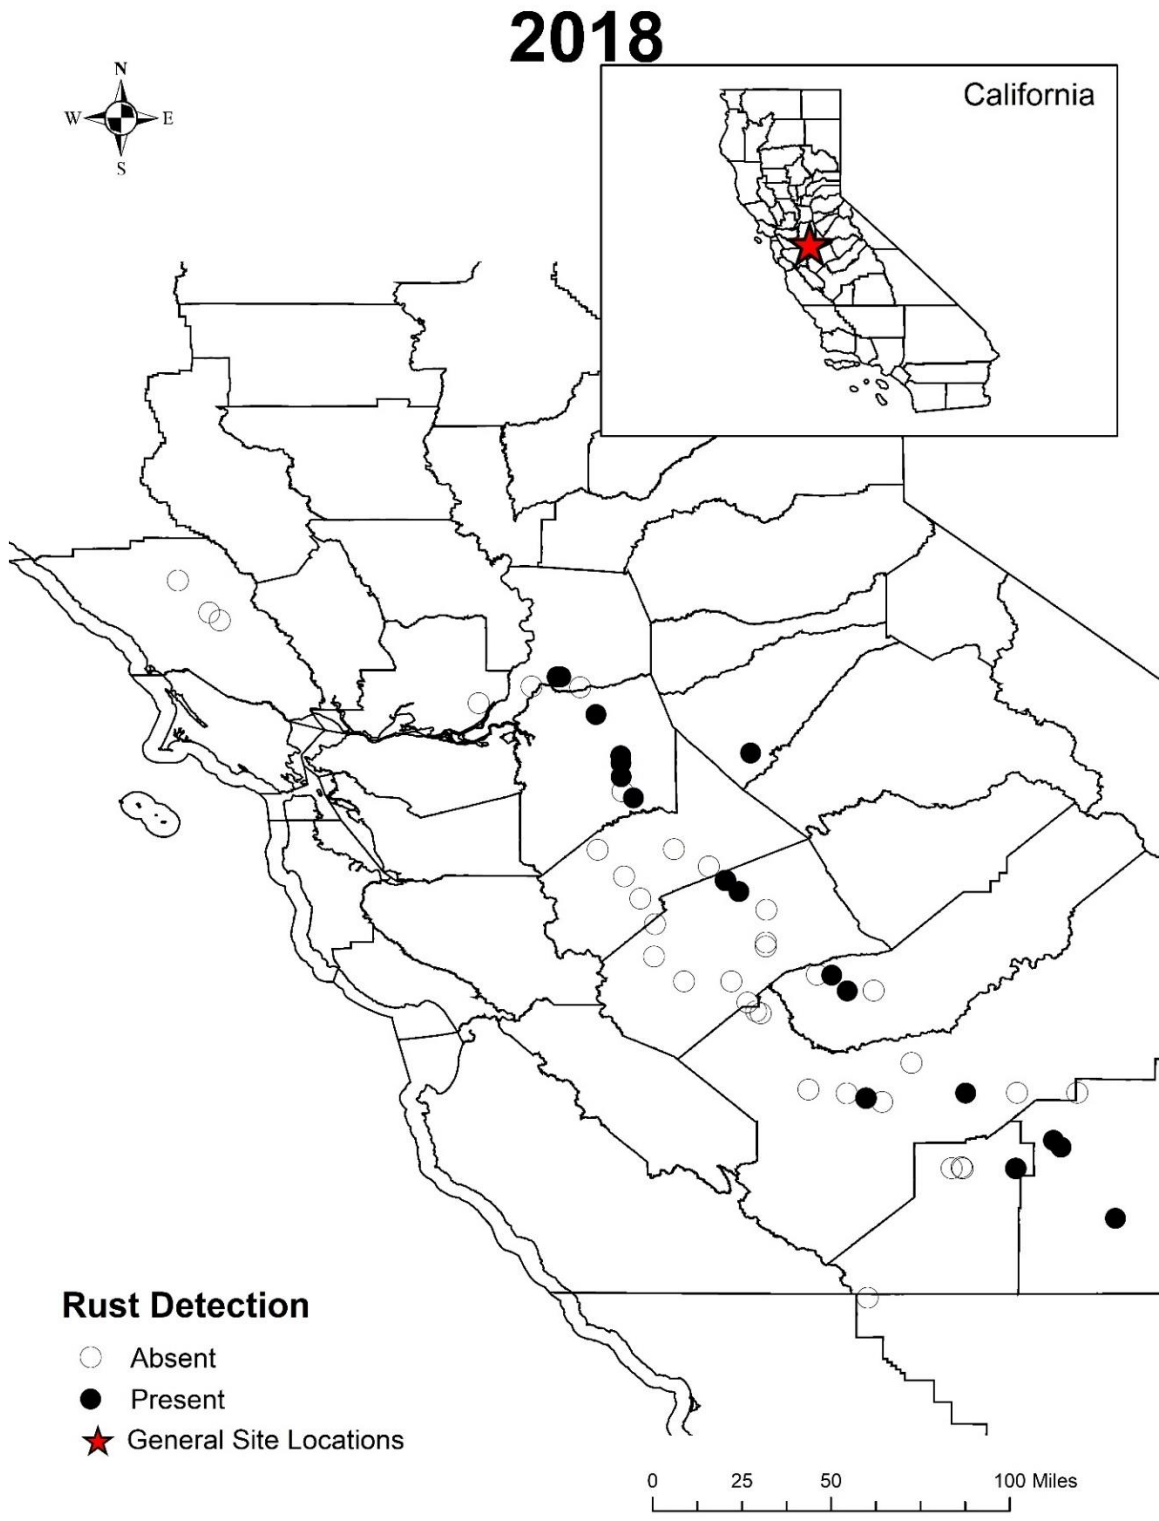 2018
N
W E
S
California
Rust Detection
Absent
Present
General Site Locations
0 25 50 100 Miles